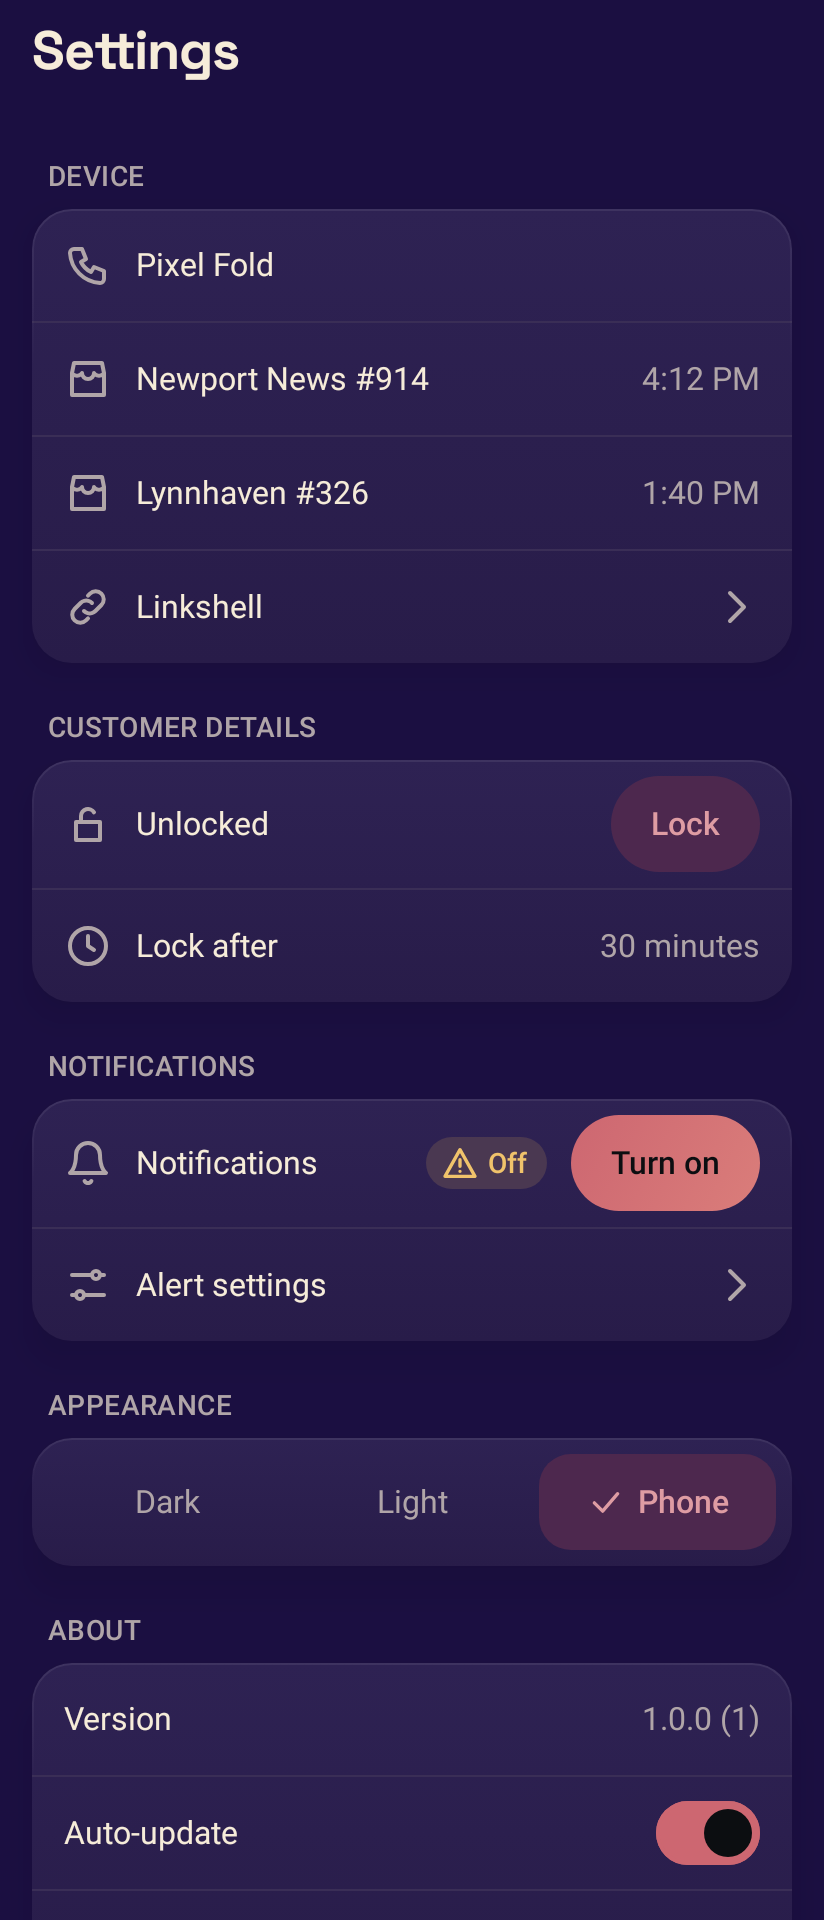 Settings
DEVICE
Pixel Fold
Newport News #914 4:12 PM
Lynnhaven #326 1:40 PM
Linkshell
CUSTOMER DETAILS
Unlocked Lock
Lock after 30 minutes
NOTIFICATIONS
Notifications Off Turn on
Alert settings
APPEARANCE
Dark Light Phone
ABOUT
Version 1.0.0 (1)
Auto-update